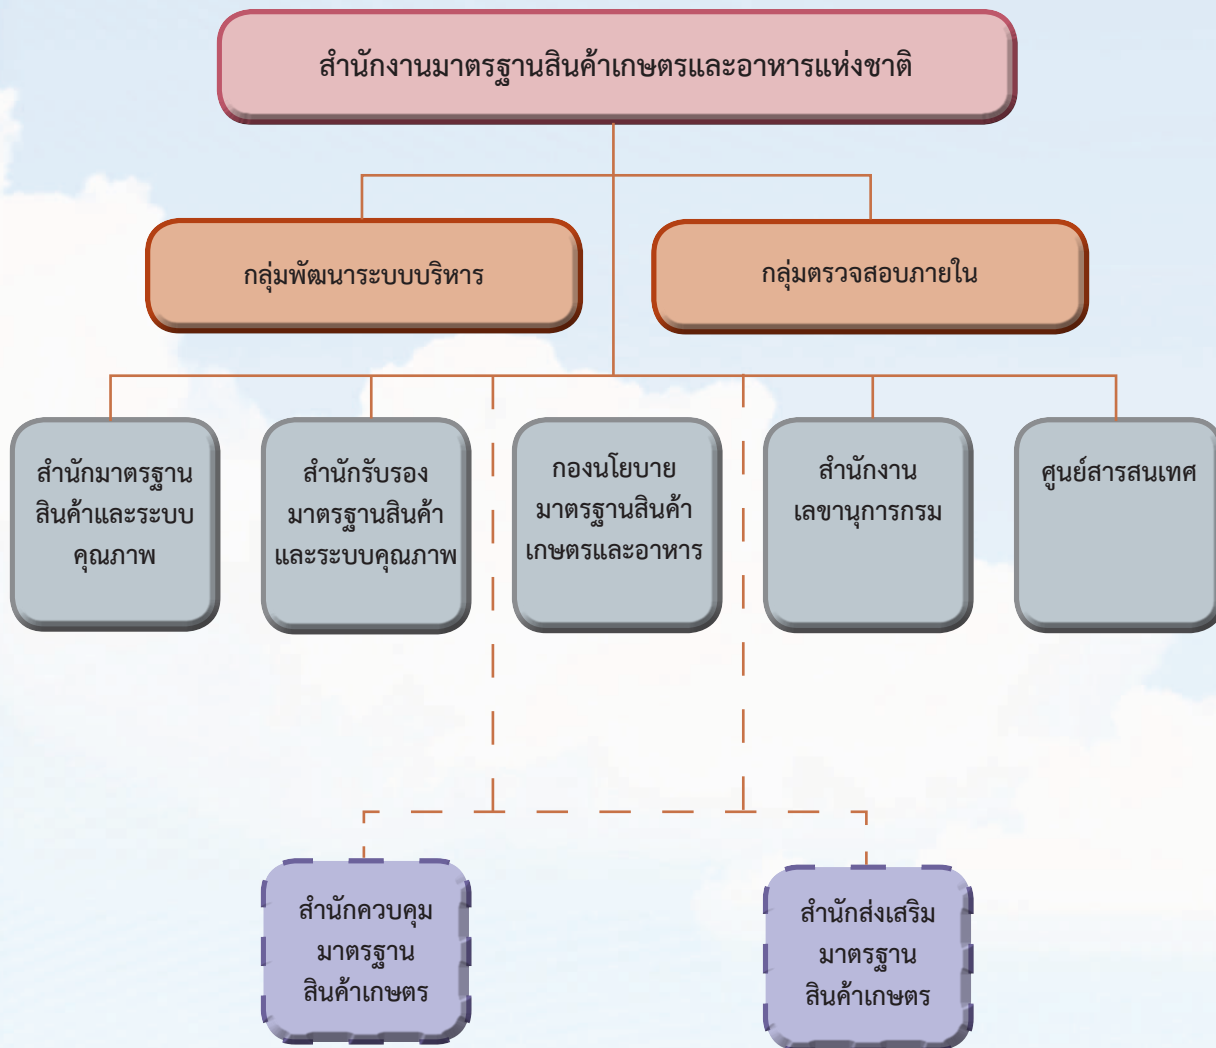 สำนักงานมาตรฐานสินค้าเกษตรและอาหารแห่งชาติ
กลุ่มพัฒนาระบบบริหาร
กลุ่มตรวจสอบภายใน
สำนักมาตรฐาน
สินค้าและระบบ
คุณภาพ
สำนักรับรอง
มาตรฐานสินค้า
และระบบคุณภาพ
กองนโยบาย
มาตรฐานสินค้า
เกษตรและอาหาร
สำนักงาน
เลขานุการกรม
ศูนย์สารสนเทศ
สำนักควบคุม
มาตรฐาน
สินค้าเกษตร
สำนักส่งเสริม
มาตรฐาน
สินค้าเกษตร